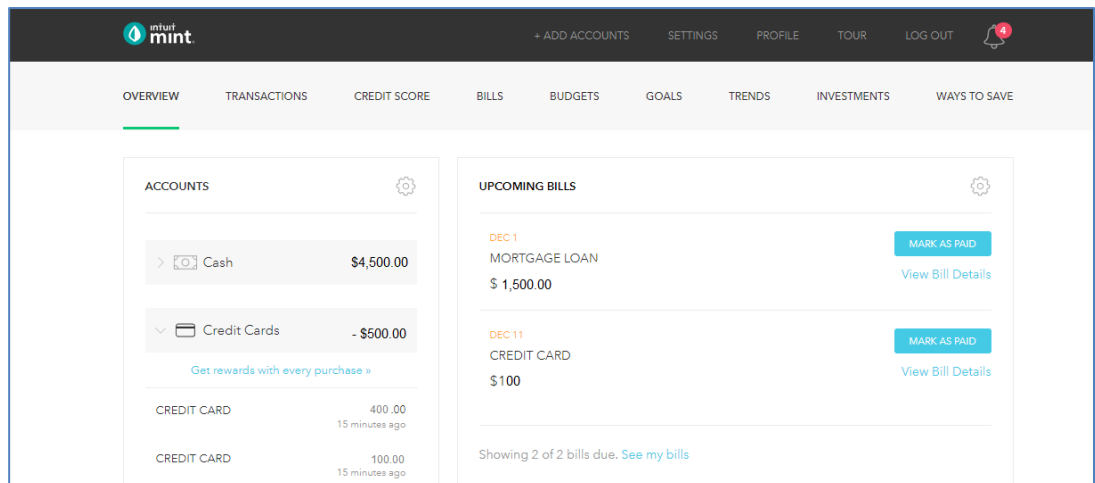 intuit
mint.
+ ADD ACCOUNTS SETTINGS PROFILE TOUR LOG OUT 4
OVERVIEW TRANSACTIONS CREDIT SCORE BILLS BUDGETS GOALS TRENDS INVESTMENTS WAYS TO SAVE
ACCOUNTS
Cash $4,500.00
Credit Cards - $500.00
Get rewards with every purchase »
CREDIT CARD 400.00
15 minutes ago
CREDIT CARD 100.00
15 minutes ago
UPCOMING BILLS
DEC 1
MORTGAGE LOAN
$ 1,500.00
MARK AS PAID
View Bill Details
DEC 11
CREDIT CARD
$100
MARK AS PAID
View Bill Details
Showing 2 of 2 bills due. See my bills